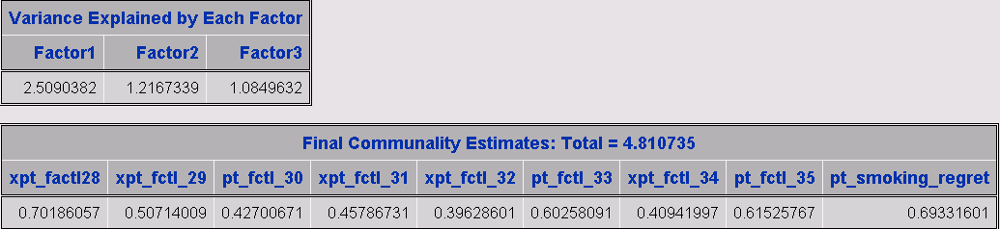 Variance Explained by Each Factor
Factor1 Factor2 Factor3
2.5090382 1.2167339 1.0849632
Final Communality Estimates: Total = 4.810735
xpt_factl28 xpt_fctl_29 pt_fctl_30 xpt_fctl_31 xpt_fctl_32 pt_fctl_33 xpt_fctl_34 pt_fctl_35 pt_smoking_regret
0.70186057 0.50714009 0.42700671 0.45786731 0.39628601 0.60258091 0.40941997 0.61525767 0.69331601